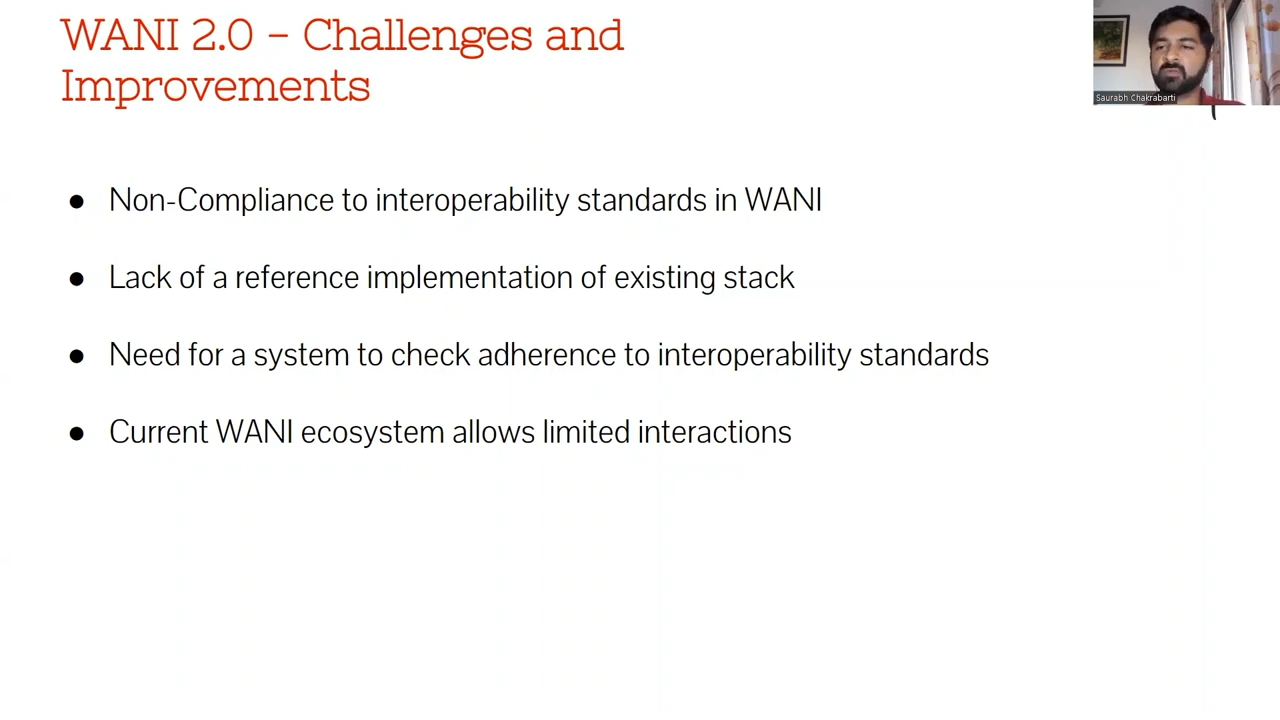 WANI 2.0 – Challenges and
Improvements
Saurabh Chakrabarti
● Non-Compliance to interoperability standards in WANI
● Lack of a reference implementation of existing stack
● Need for a system to check adherence to interoperability standards
● Current WANI ecosystem allows limited interactions